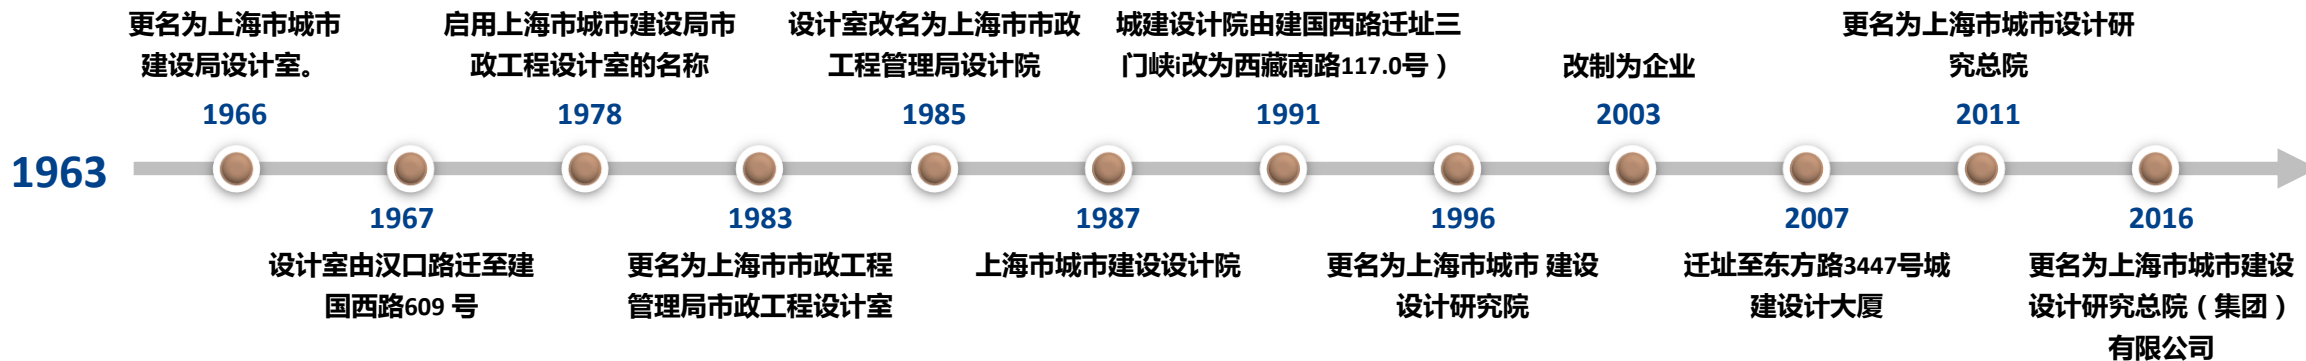 1963
更名为上海市城市
建设局设计室。
1966
1967
设计室由汉口路迁至建
国西路609 号
启用上海市城市建设局市
政工程设计室的名称
1978
1983
更名为上海市市政工程
管理局市政工程设计室
设计室改名为上海市市政
工程管理局设计院
1985
1987
上海市城市建设设计院
城建设计院由建国西路迁址三
门峡i改为西藏南路117.0号）
1991
1996
更名为上海市城市 建设
设计研究院
改制为企业
2003
2007
迁址至东方路3447号城
建设计大厦
更名为上海市城市设计研
究总院
2011
2016
更名为上海市城市建设
设计研究总院（集团）
有限公司